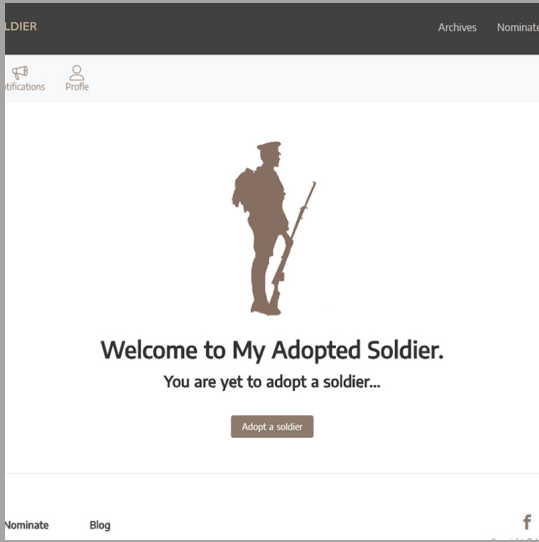 LDIER
Archives Nominate
tifications Profle
Welcome to My Adopted Soldier.
You are yet to adopt a soldier...
Adopt a soldier
Nominate Blog